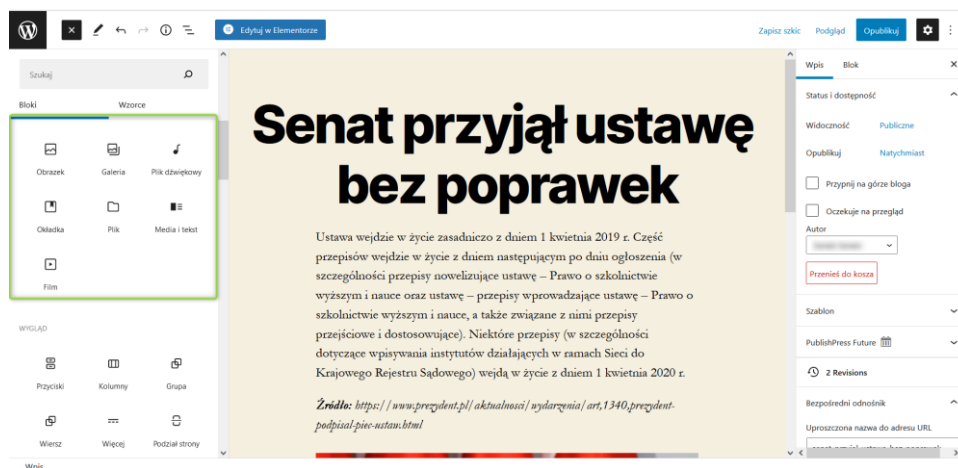 Edytuj w Elementorze
Zapisz szkic Podgląd Opublikuj
Szukaj
Bloki Wzorce
Obrazek Galeria Plik dźwiękowy
Okładka Plik Media i tekst
Film
WYGLĄD
Przyciski Kolumny Grupa
Wiersz Więcej Podział strony
Wpis
Senat przyjął ustawę
bez poprawek
Ustawa wejdzie w życie zasadniczo z dniem 1 kwietnia 2019 r. Część
przepisów wejdzie w życie z dniem następującym po dniu ogłoszenia (w
szczególności przepisy nowelizujące ustawę – Prawo o szkolnictwie
wyższym i nauce oraz ustawę – przepisy wprowadzające ustawę – Prawo o
szkolnictwie wyższym i nauce, a także związane z nimi przepisy
przejściowe i dostosowujące). Niektóre przepisy (w szczególności
dotyczące wpisywania instytutów działających w ramach Sieci do
Krajowego Rejestru Sądowego) wejdą w życie z dniem 1 kwietnia 2020 r.
Źródło: https://www.prezydent.pl/aktualnosci/wydarzenia/art,1340,prezydent-
podpisal-piec-ustaw.html
Wpis Blok
Status i dostępność
Widoczność Publiczne
Opublikuj Natychmiast
Przypnij na górze bloga
Oczekuje na przegląd
Autor
Przenieś do kosza
Szablon
PublishPress Future
2 Revisions
Bezpośredni odnośnik
Uproszczona nazwa do adresu URL